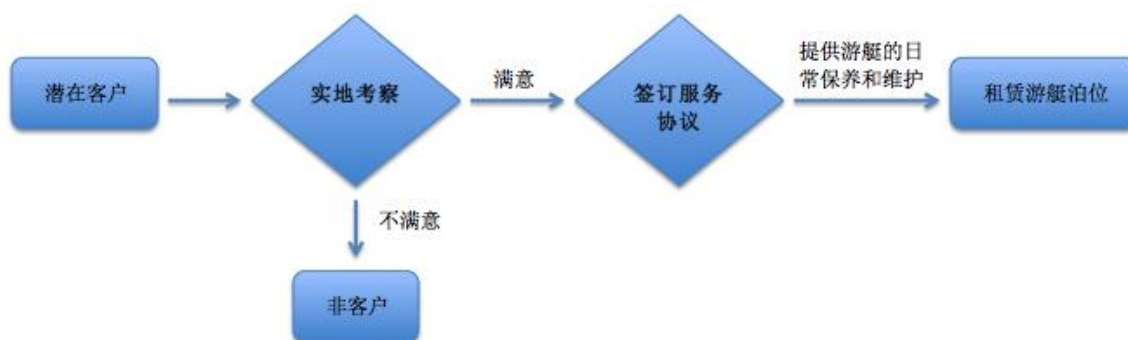 潜在客户
实地考察
满意
签订服务
协议
提供游艇的日
常保养和维护
租赁游艇泊位
不满意
非客户